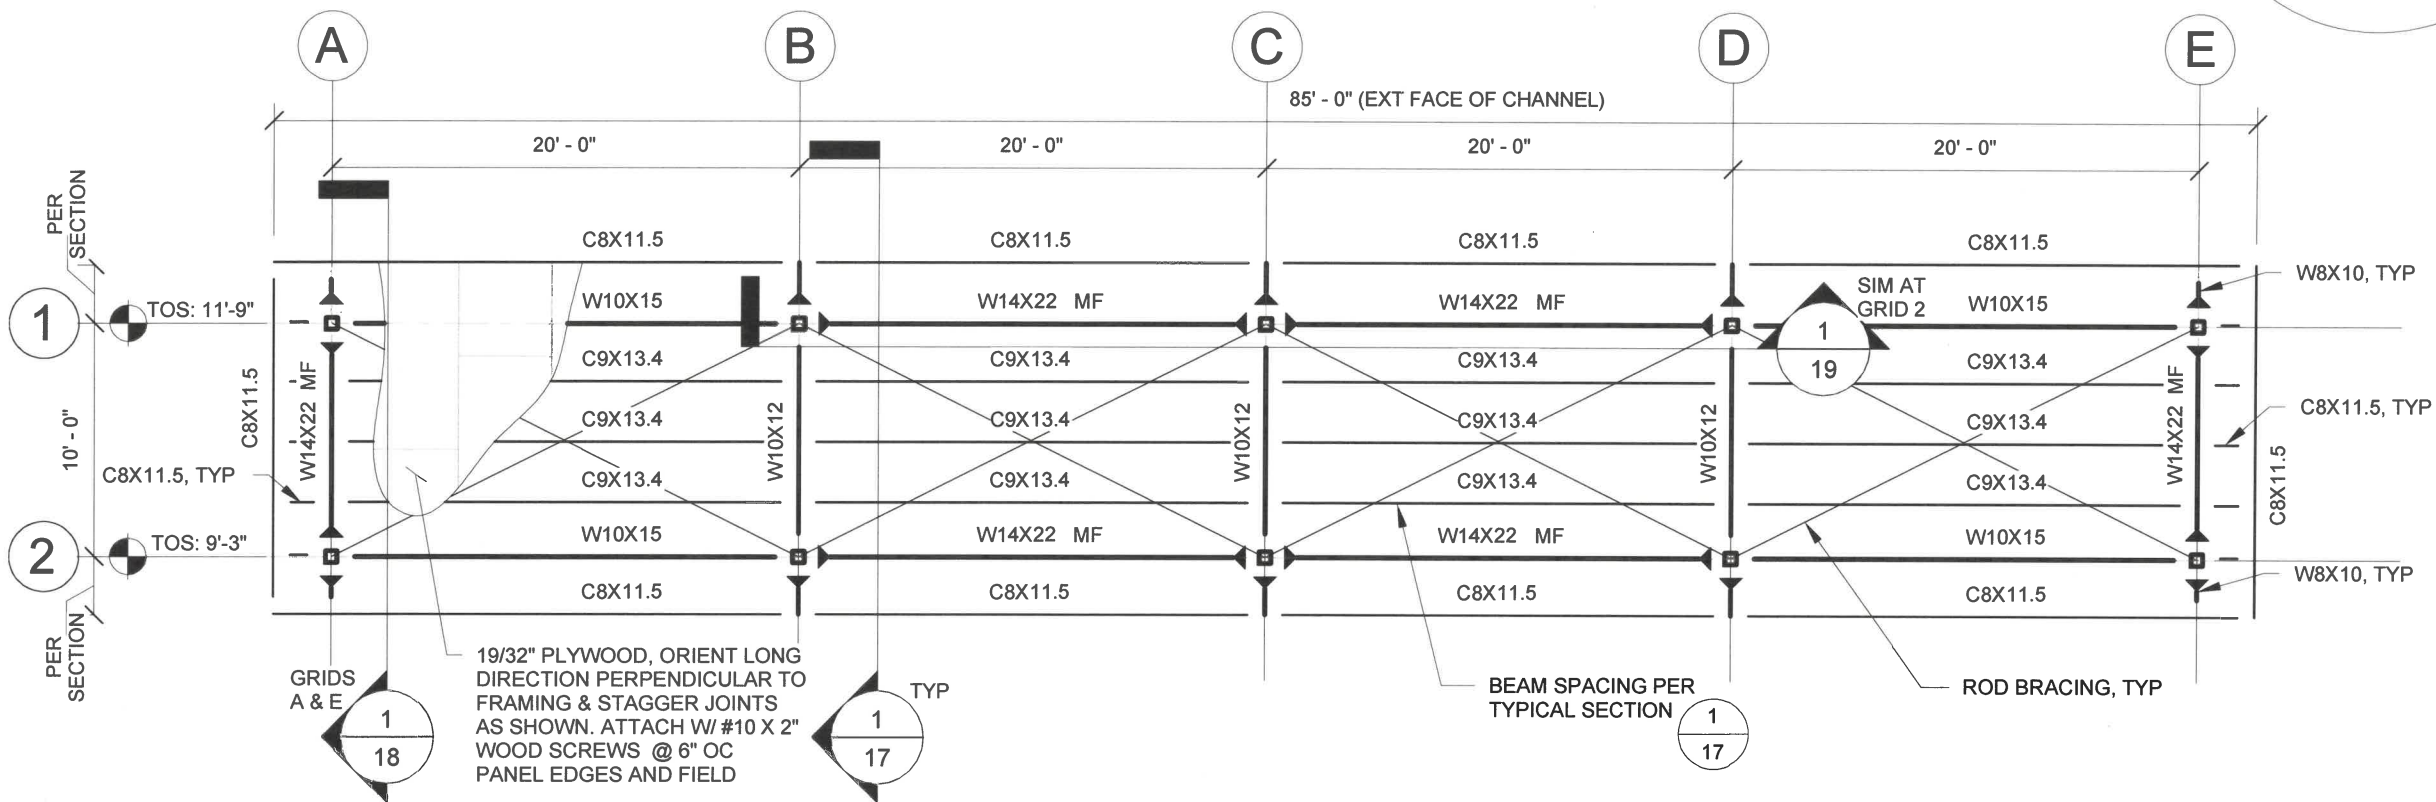 A B C D E
85' - 0" (EXT FACE OF CHANNEL)
20' - 0" 20' - 0" 20' - 0" 20' - 0"
PER
SECTION
C8X11.5 C8X11.5 C8X11.5 C8X11.5
W8X10, TYP
SIM AT
GRID 2
1
TOS: 11'-9"
W10X15 W14X22 MF W14X22 MF W10X15
1
19
C9X13.4 C9X13.4 C9X13.4 C9X13.4
C8X11.5
W14X22 MF
W10X12
W10X12
W10X12
W14X22 MF
C8X11.5, TYP
10' - 0"
C9X13.4 C9X13.4 C9X13.4 C9X13.4
C8X11.5, TYP
C9X13.4 C9X13.4 C9X13.4 C9X13.4
C8X11.5
2
TOS: 9'-3"
W10X15 W14X22 MF W14X22 MF W10X15
W8X10, TYP
C8X11.5 C8X11.5 C8X11.5 C8X11.5
PER
SECTION
GRIDS
A & E
1
18
19/32" PLYWOOD, ORIENT LONG
DIRECTION PERPENDICULAR TO
FRAMING & STAGGER JOINTS
AS SHOWN. ATTACH W/ #10 X 2"
WOOD SCREWS @ 6" OC
PANEL EDGES AND FIELD
TYP
1
17
BEAM SPACING PER
TYPICAL SECTION
1
17
ROD BRACING, TYP